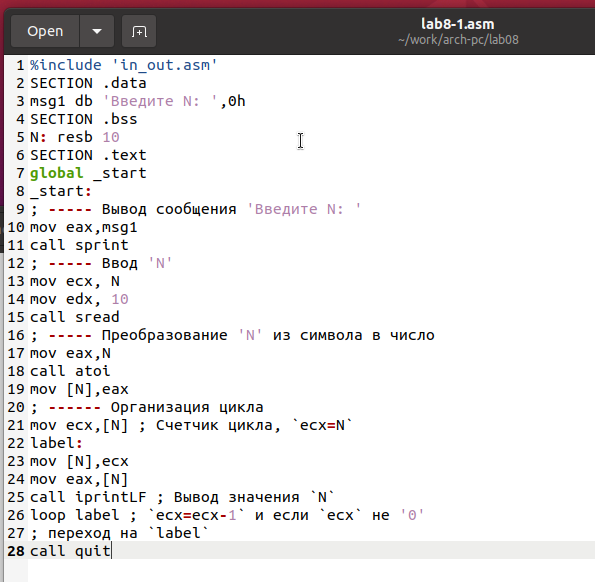 Open
lab8-1.asm
~/work/arch-pc/lab08
1 %include 'in_out.asm'
2 SECTION .data
3 msg1 db 'Введите N: ',0h
4 SECTION .bss
5 N: resb 10
6 SECTION .text
7 global _start
8 _start:
9 ; ----- Вывод сообщения 'Введите N: '
10 mov eax,msg1
11 call sprint
12 ; ----- Ввод 'N'
13 mov ecx, N
14 mov edx, 10
15 call sread
16 ; ----- Преобразование 'N' из символа в число
17 mov eax,N
18 call atoi
19 mov [N],eax
20 ; ------ Организация цикла
21 mov ecx,[N] ; Счетчик цикла, `ecx=N`
22 label:
23 mov [N],ecx
24 mov eax,[N]
25 call iprintLF ; Вывод значения `N`
26 loop label ; `ecx=ecx-1` и если `ecx` не '0'
27 ; переход на `label`
28 call quit